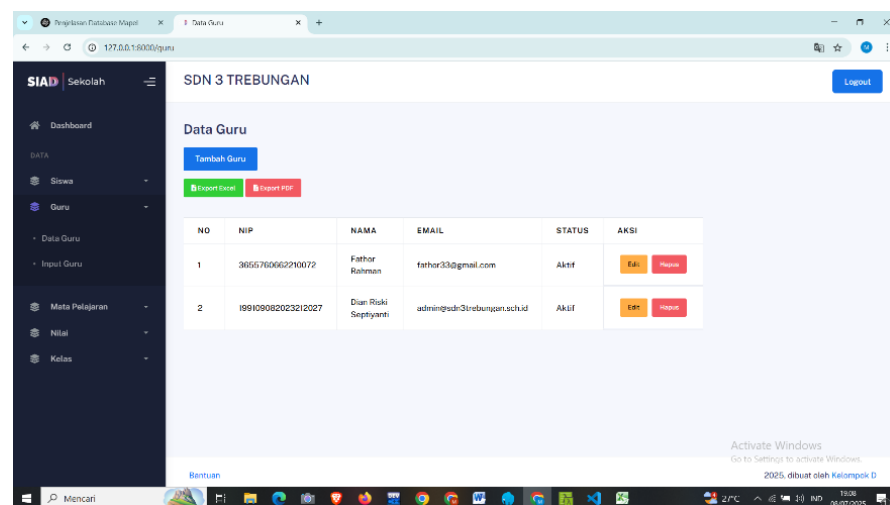 Penjelasan Database Mapel
Data Guru
127.0.0.1:8000/guru
SIAD Sekolah
SDN 3 TREBUNGAN
Logout
Dashboard
DATA
Siswa
Guru
Data Guru
Input Guru
Mata Pelajaran
Nilai
Kelas
Data Guru
Tambah Guru
Export Excel Export PDF
NO NIP NAMA EMAIL STATUS AKSI
1 3655760662210072 Fathor Rahman fathor33@gmail.com Aktif Edit Hapus
2 199109082023212027 Dian Riski Septiyanti admin@sdn3trebungan.sch.id Aktif Edit Hapus
Activate Windows
Go to Settings to activate Windows.
Bantuan
2025, dibuat oleh Kelompok D
Mencari
27°C
IND
19.08
08/07/2025